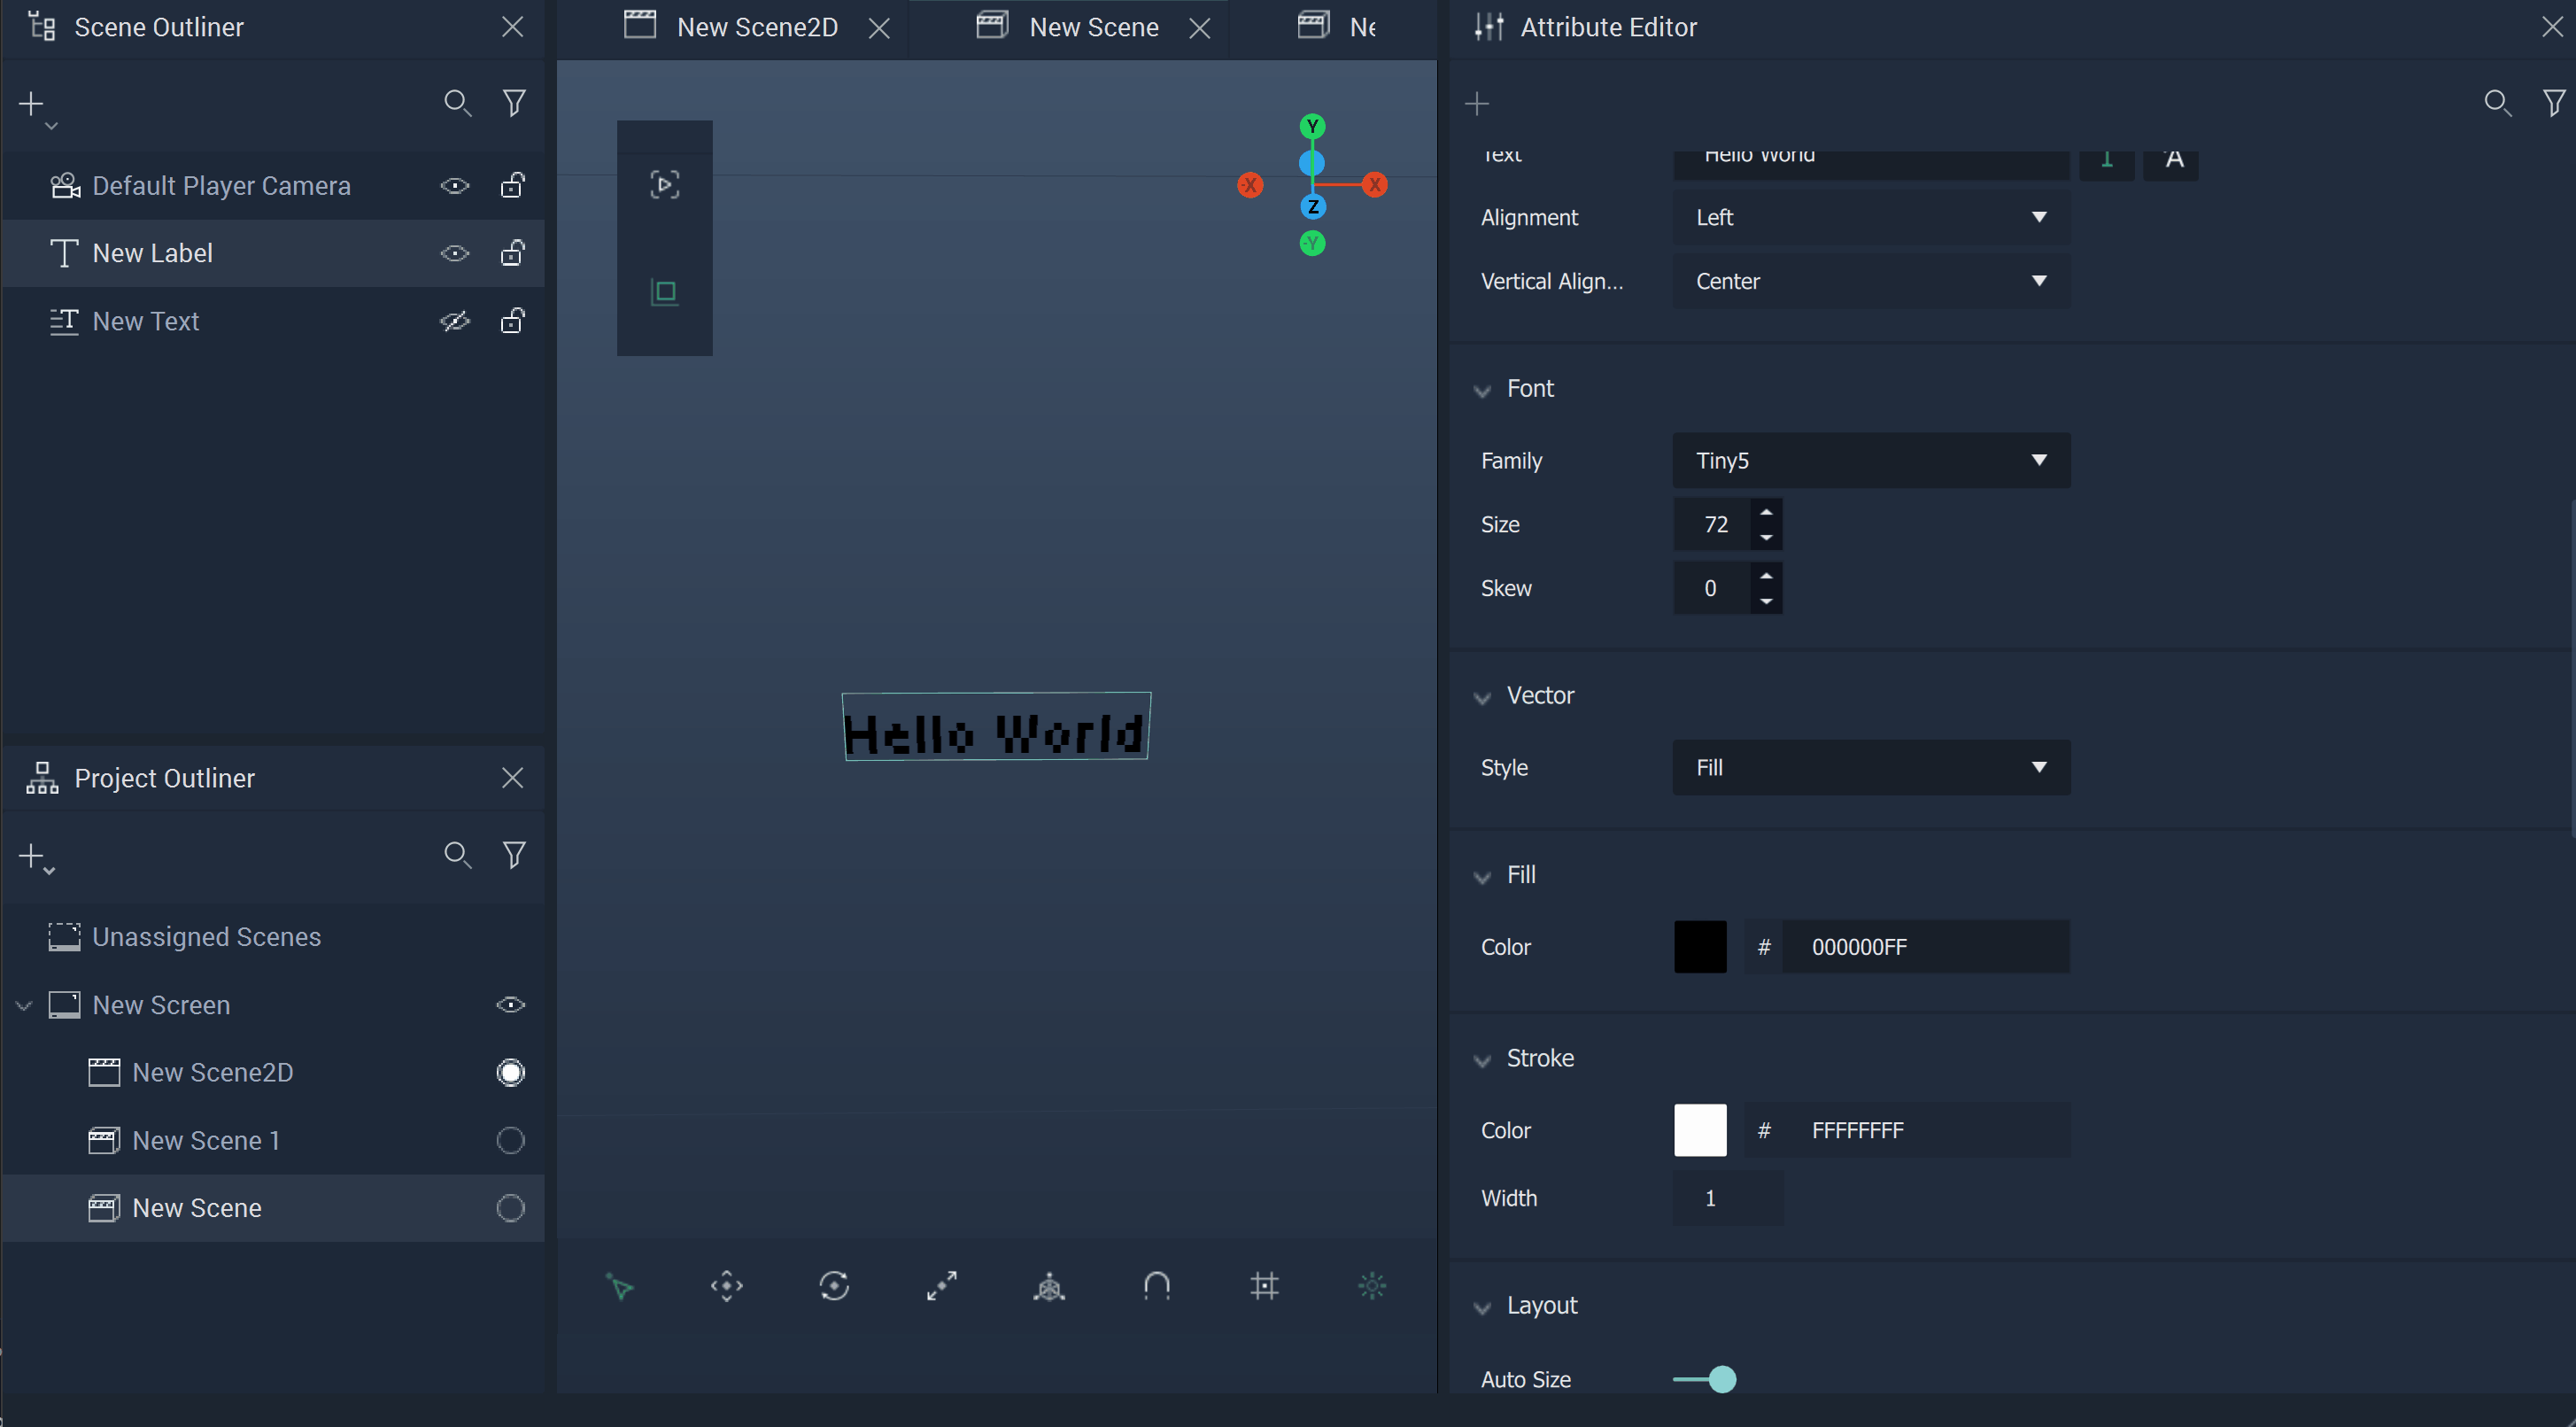 Scene Outliner
Default Player Camera
New Label
New Text
Project Outliner
Unassigned Scenes
New Screen
New Scene2D
New Scene 1
New Scene
New Scene2D
New Scene
Y
-X
X
Z
-Y
Hello World
Attribute Editor
Text Hello World
Alignment Left
Vertical Align... Center
Font
Family Tiny5
Size 72
Skew 0
Vector
Style Fill
Fill
Color # 000000FF
Stroke
Color # FFFFFFFF
Width 1
Layout
Auto Size